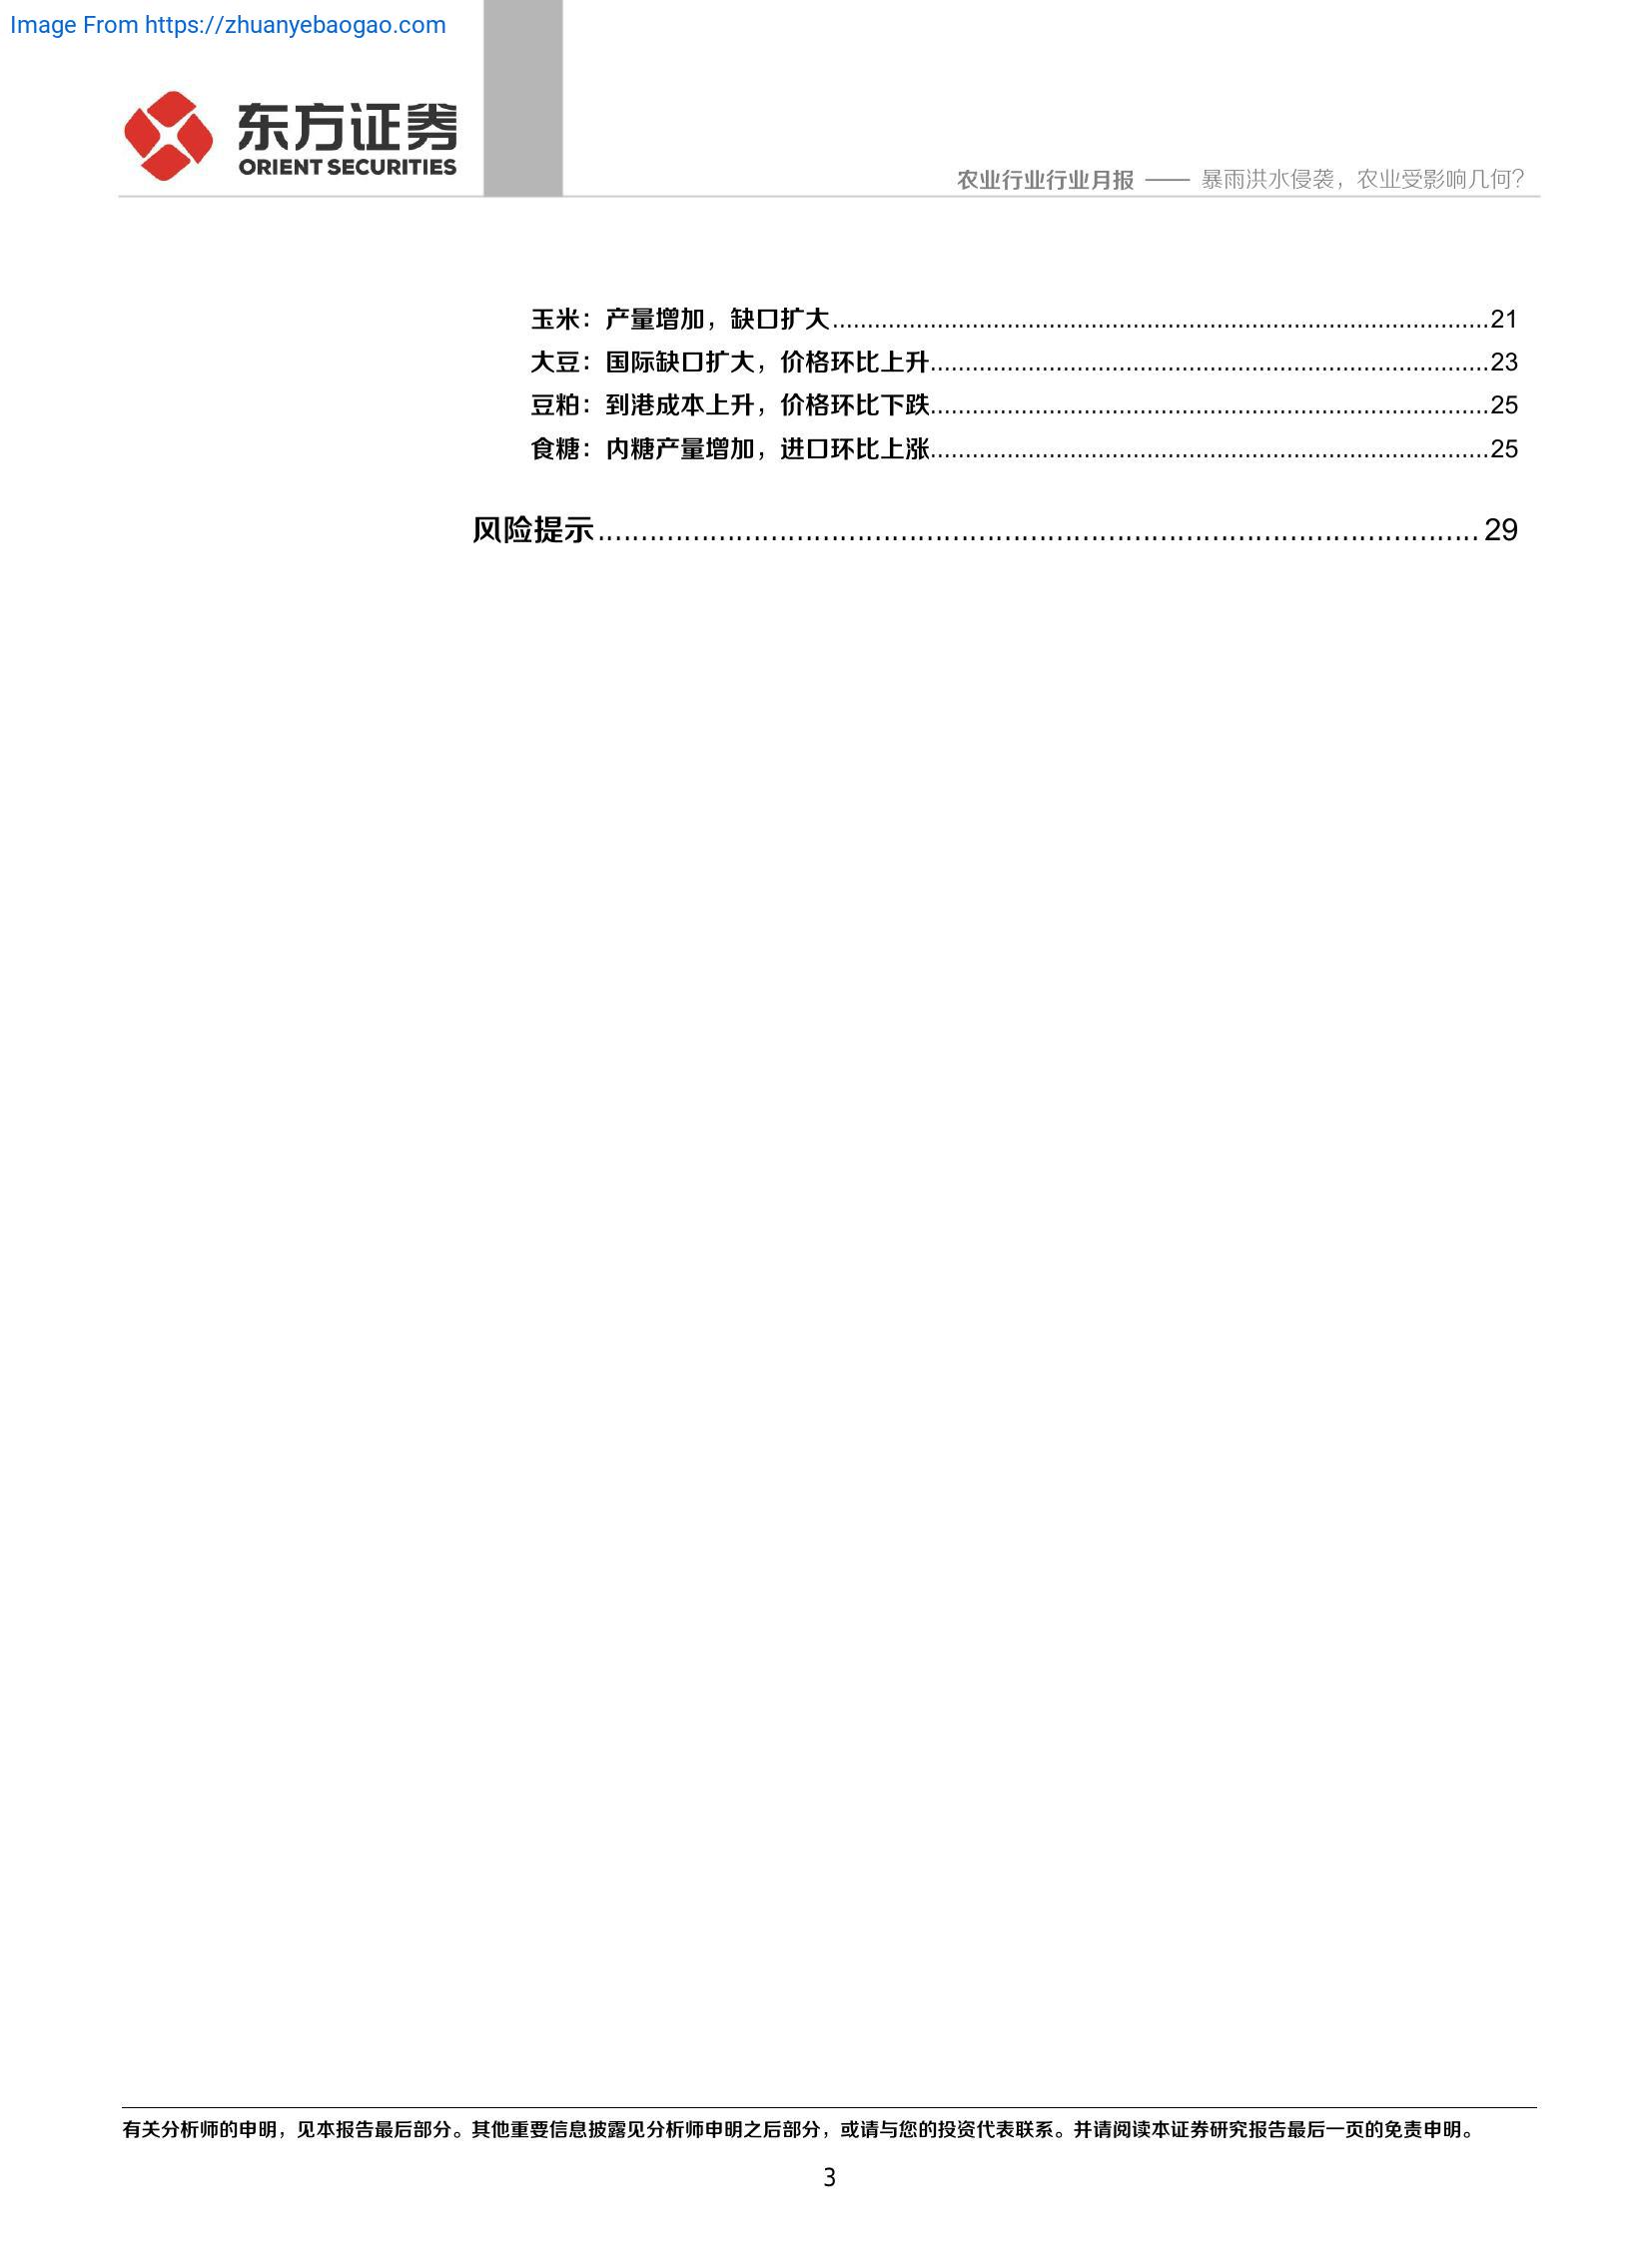 Image From https://zhuanyebaogao.com
东方证券
ORIENT SECURITIES
农业行业行业月报 —— 暴雨洪水侵袭，农业受影响几何？
玉米：产量增加，缺口扩大........................................21
大豆：国际缺口扩大，价格环比上升........................................23
豆粕：到港成本上升，价格环比下跌........................................25
食糖：内糖产量增加，进口环比上涨........................................25
风险提示........................................29
有关分析师的申明，见本报告最后部分。其他重要信息披露见分析师申明之后部分，或请与您的投资代表联系。并请阅读本证券研究报告最后一页的免责申明。
3